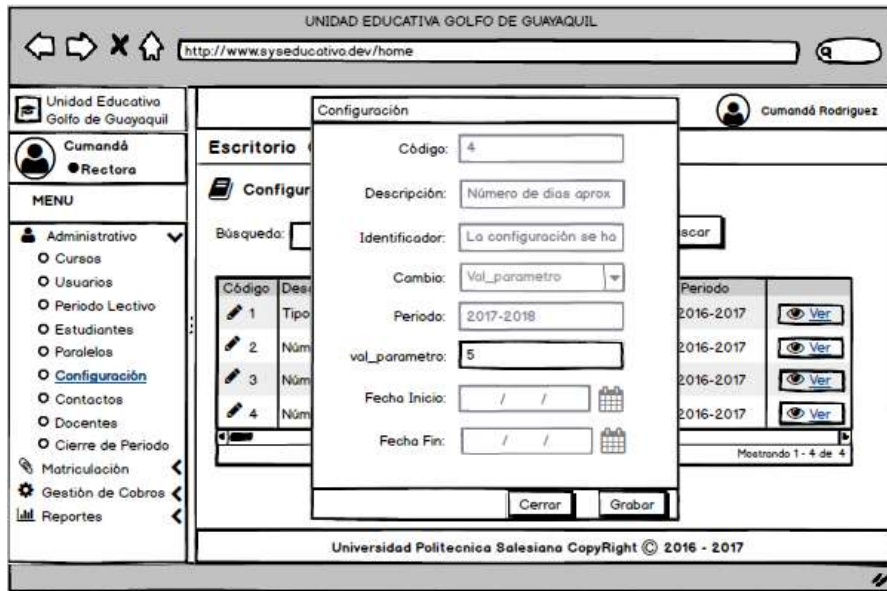 UNIDAD EDUCATIVA GOLFO DE GUAYAQUIL
http://www.syseducativo.dev/home
Unidad Educativa
Golfo de Guayaquil
Cumandá Rodriguez
Cumandá
Rectora
MENU
Administrativo
Cursos
Usuarios
Periodo Lectivo
Estudiantes
Paralelos
Configuración
Contactos
Docentes
Cierre de Periodo
Matriculación
Gestión de Cobros
Reportes
Escritorio
Configur
Búsqueda:
scar
Código Des Periodo
1 Tipo 2016-2017 Ver
2 Núm 2016-2017 Ver
3 Núm 2016-2017 Ver
4 Núm 2016-2017 Ver
Mostrando 1 - 4 de 4
Configuración
Código: 4
Descripción: Número de dias aprox
Identificador: La configuración se ha
Cambio: Val_parametro
Periodo: 2017-2018
val_parametro: 5
Fecha Inicio: / /
Fecha Fin: / /
Cerrar Grabar
Universidad Politecnica Salesiana CopyRight © 2016 - 2017